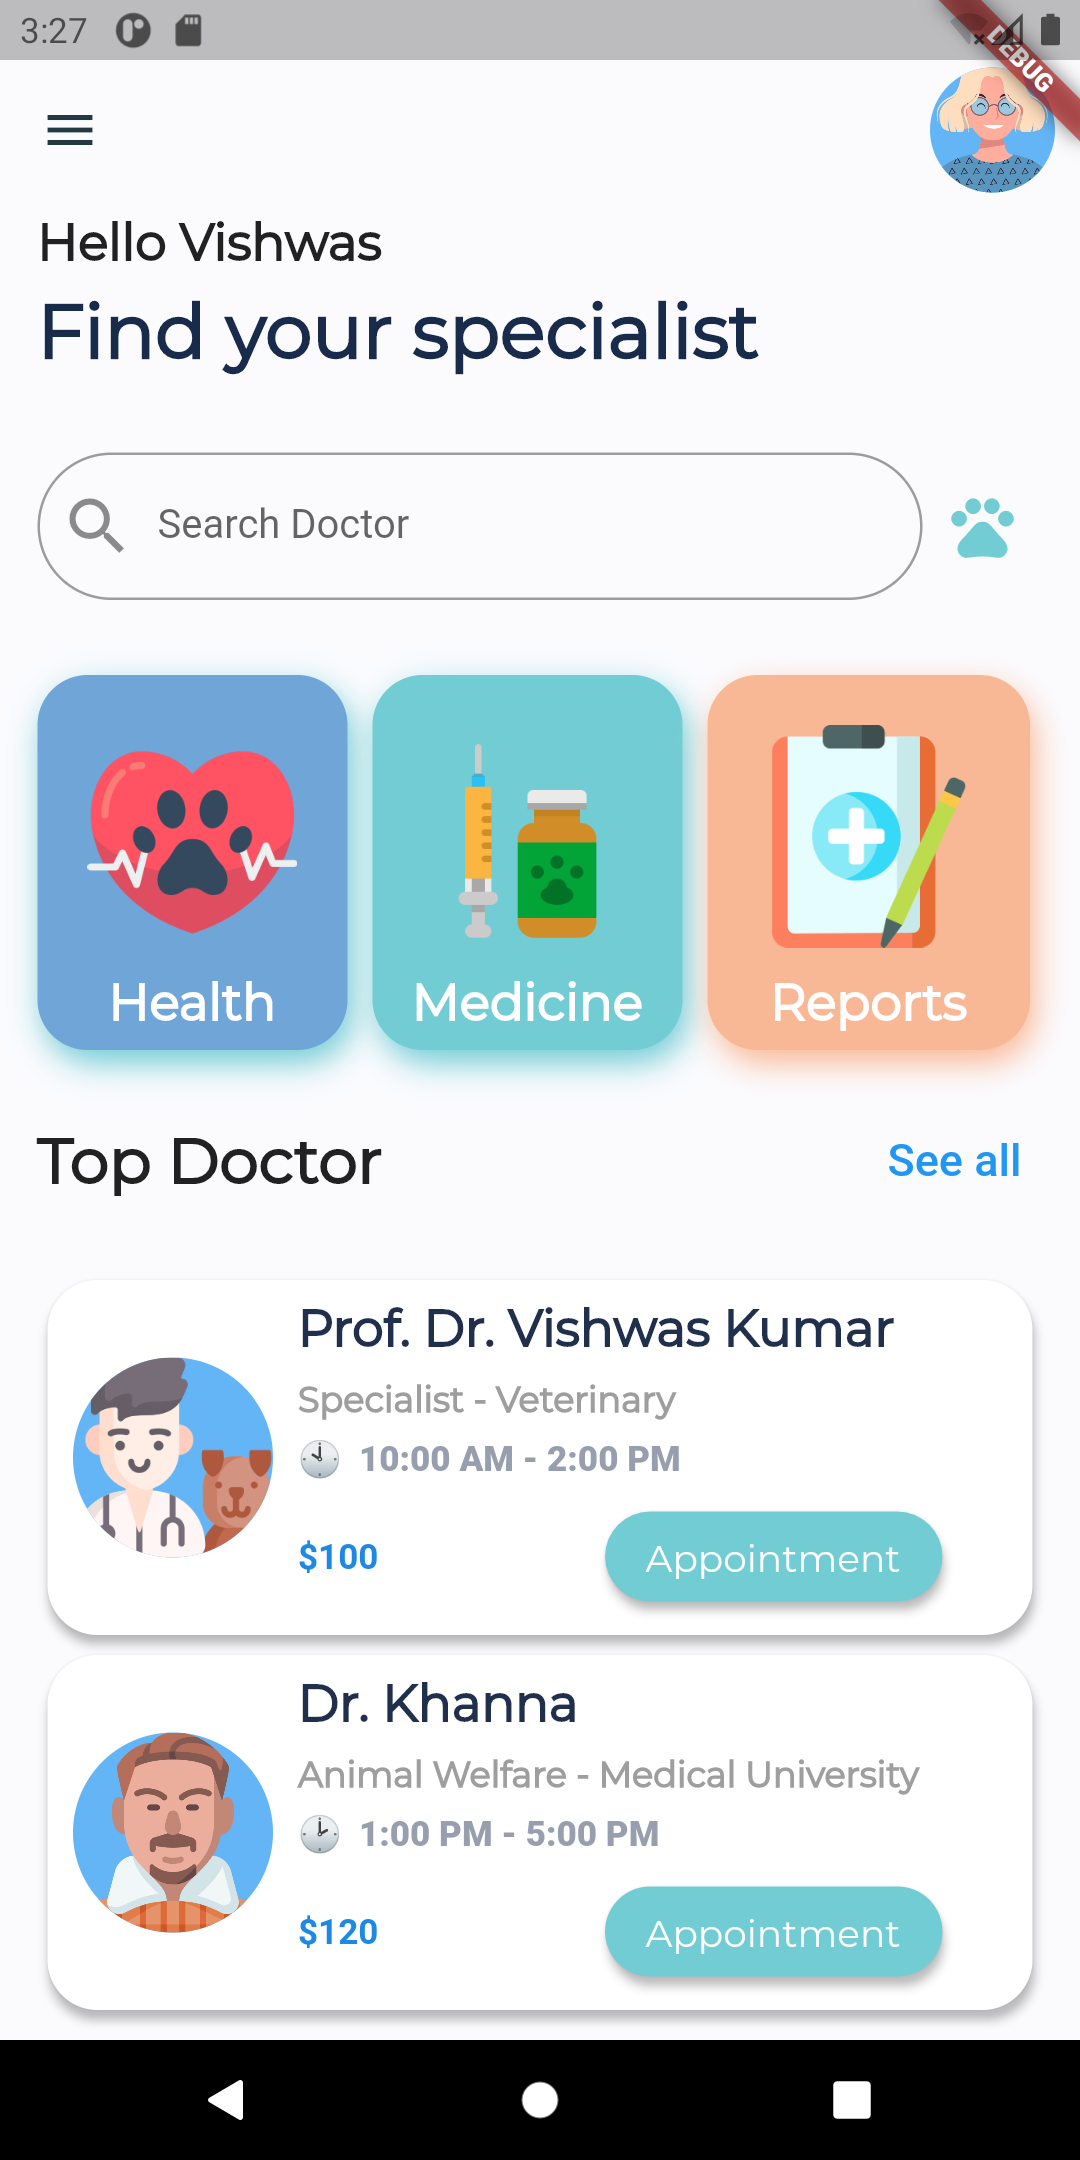 3:27
DEBUG
Hello Vishwas
Find your specialist
Search Doctor
Health
Medicine
Reports
Top Doctor
See all
Prof. Dr. Vishwas Kumar
Specialist - Veterinary
10:00 AM - 2:00 PM
$100
Appointment
Dr. Khanna
Animal Welfare - Medical University
1:00 PM - 5:00 PM
$120
Appointment